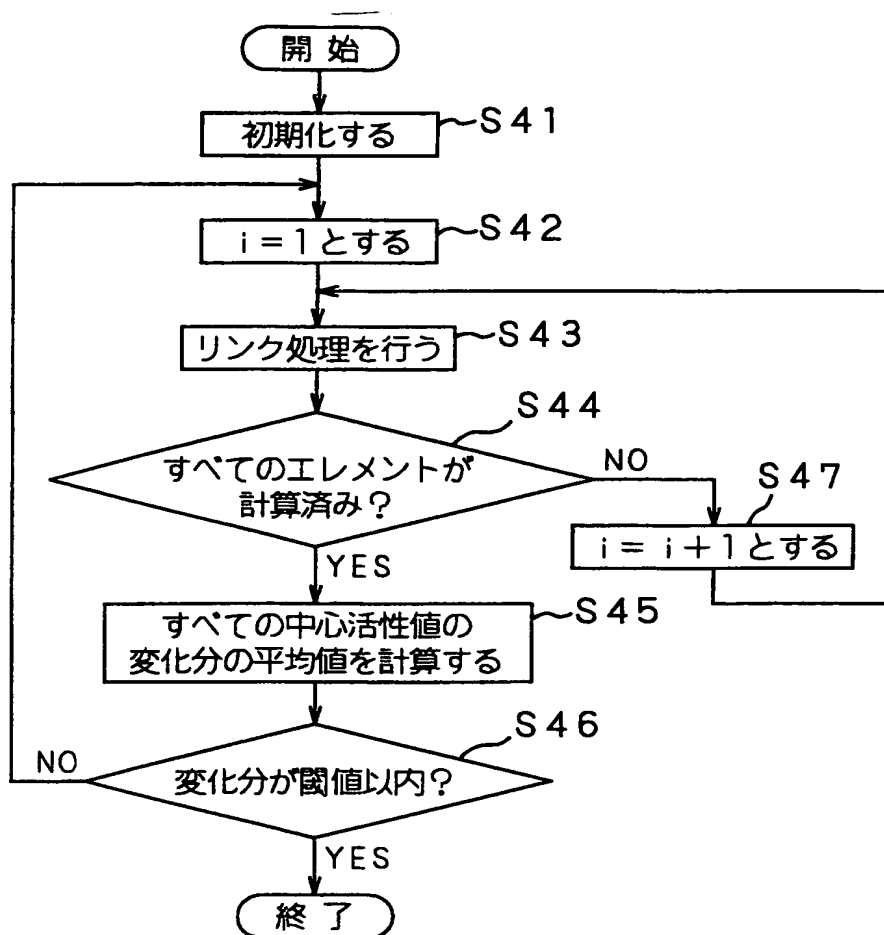 開始
初期化する
S41
i=1とする
S42
リンク処理を行う
S43
S44
すべてのエレメントが
計算済み?
NO
S47
i=i+1とする
YES
すべての中心活性値の
変化分の平均値を計算する
S45
S46
変化分が閾値以内?
NO
YES
終了